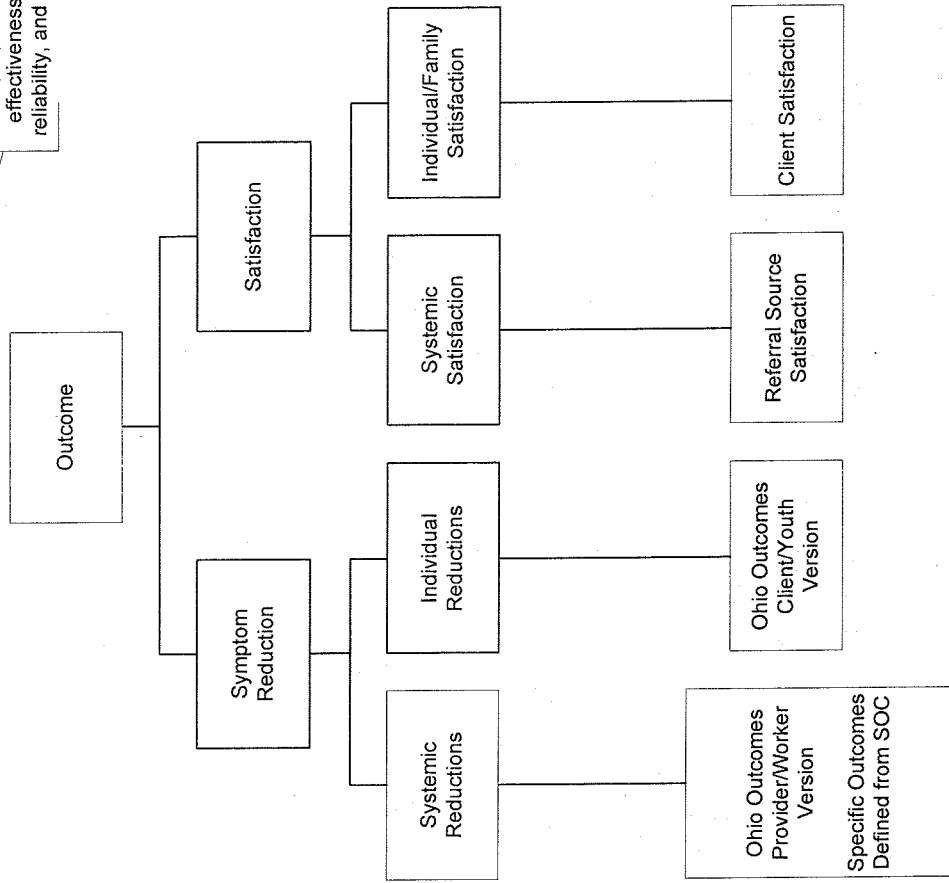 effectiveness
reliability, and
Outcome
Symptom
Reduction
Satisfaction
Systemic
Reductions
Individual
Reductions
Systemic
Satisfaction
Individual/Family
Satisfaction
Ohio Outcomes
Provider/Worker
Version
Specific Outcomes
Defined from SOC
Ohio Outcomes
Client/Youth
Version
Referral Source
Satisfaction
Client Satisfaction